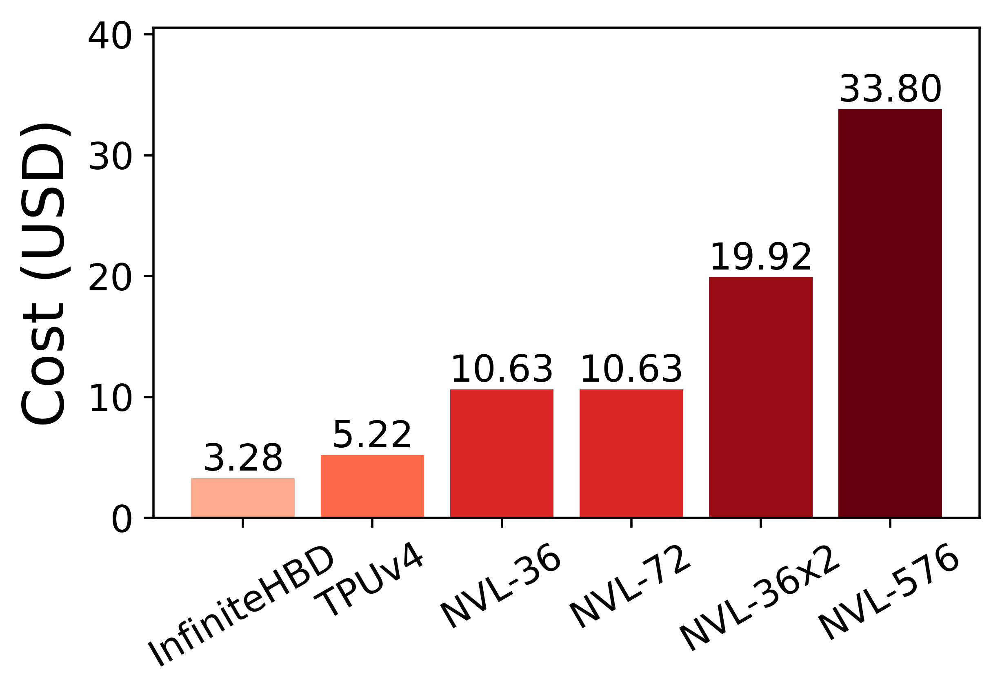 Cost (USD)
40
30
20
10
0
3.28
5.22
10.63
10.63
19.92
33.80
InfiniteHBD
TPUv4
NVL-36
NVL-72
NVL-36x2
NVL-576